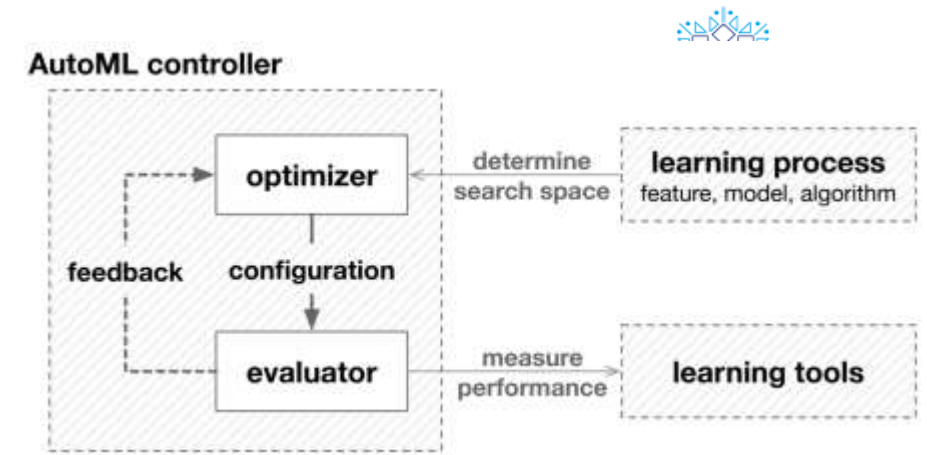 AutoML controller
optimizer
determine
search space
learning process
feature, model, algorithm
feedback
configuration
evaluator
measure
performance
learning tools